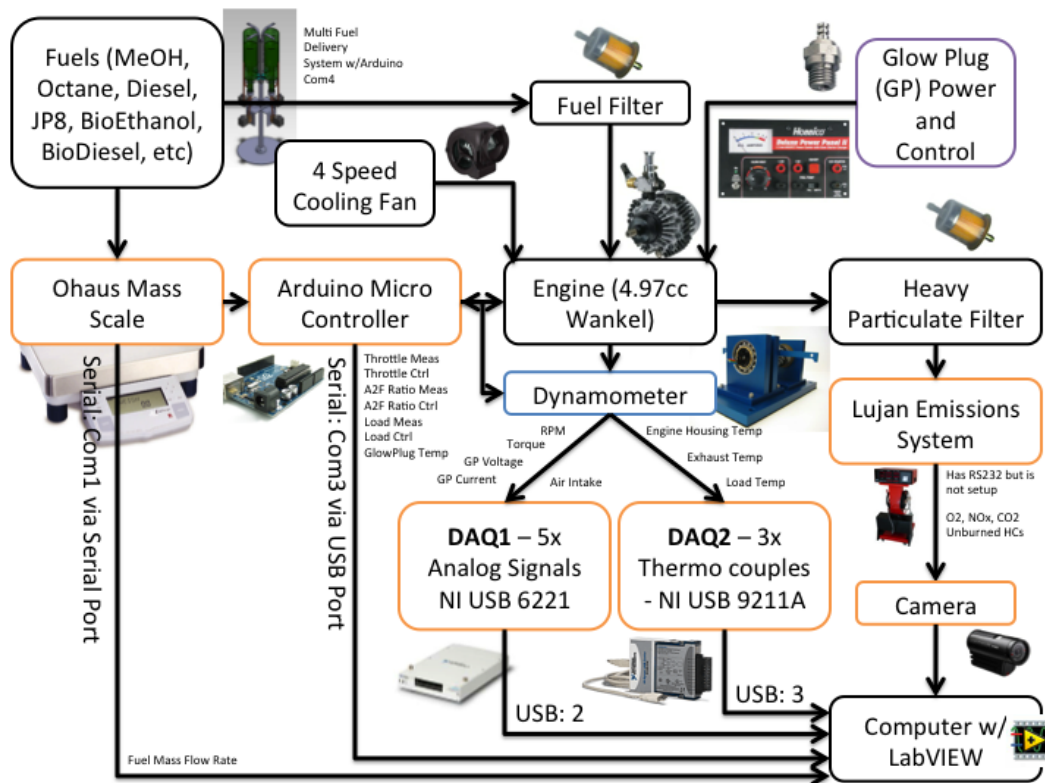 Fuels (MeOH,
Octane, Diesel,
JP8, BioEthanol,
BioDiesel, etc)
Multi Fuel
Delivery
System w/Arduino
Com4
Fuel Filter
Glow Plug
(GP) Power
and
Control
Hobbico
Deluxe Power Panel II
4 Speed
Cooling Fan
Ohaus Mass
Scale
Arduino Micro
Controller
Engine (4.97cc
Wankel)
Heavy
Particulate Filter
Serial: Com1 via Serial Port
Serial: Com3 via USB Port
Throttle Meas
Throttle Ctrl
A2F Ratio Meas
A2F Ratio Ctrl
Load Meas
Load Ctrl
GlowPlug Temp
Dynamometer
RPM
Torque
GP Voltage
GP Current
Air Intake
Engine Housing Temp
Exhaust Temp
Load Temp
Lujan Emissions
System
Has RS232 but is
not setup
O2, NOx, CO2
Unburned HCs
DAQ1 – 5x
Analog Signals
NI USB 6221
DAQ2 – 3x
Thermo couples
- NI USB 9211A
Camera
USB: 2
USB: 3
Computer w/
LabVIEW
Fuel Mass Flow Rate